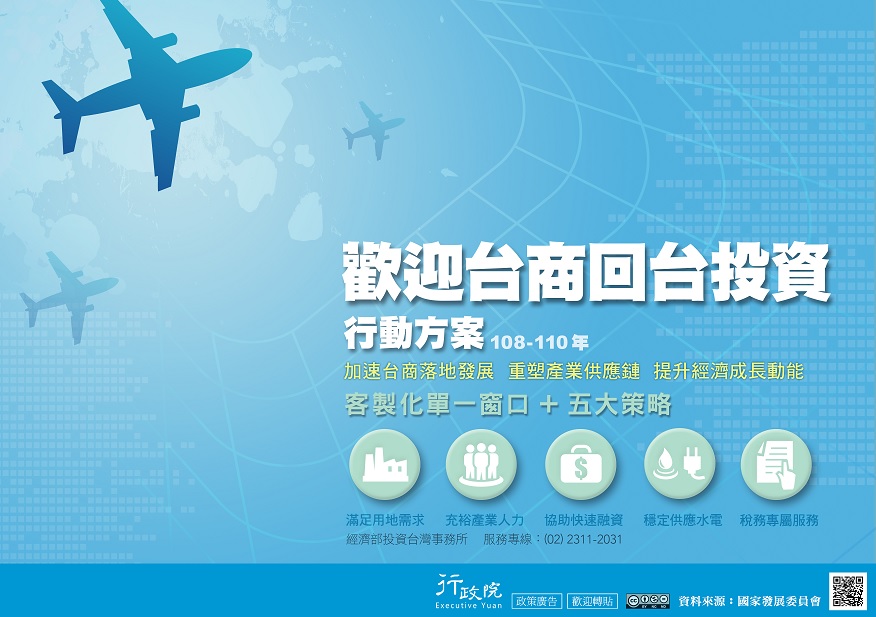 歡迎台商回台投資
行動方案 108-110 年
加速台商落地發展 重塑產業供應鏈 提升經濟成長動能
客製化單一窗口 + 五大策略
滿足用地需求 充裕產業人力 協助快速融資 穩定供應水電 稅務專屬服務
經濟部投資台灣事務所 服務專線：(02) 2311-2031
行政院
Executive Yuan
政策廣告 歡迎轉貼 cc BY NC ND 資料來源：國家發展委員會